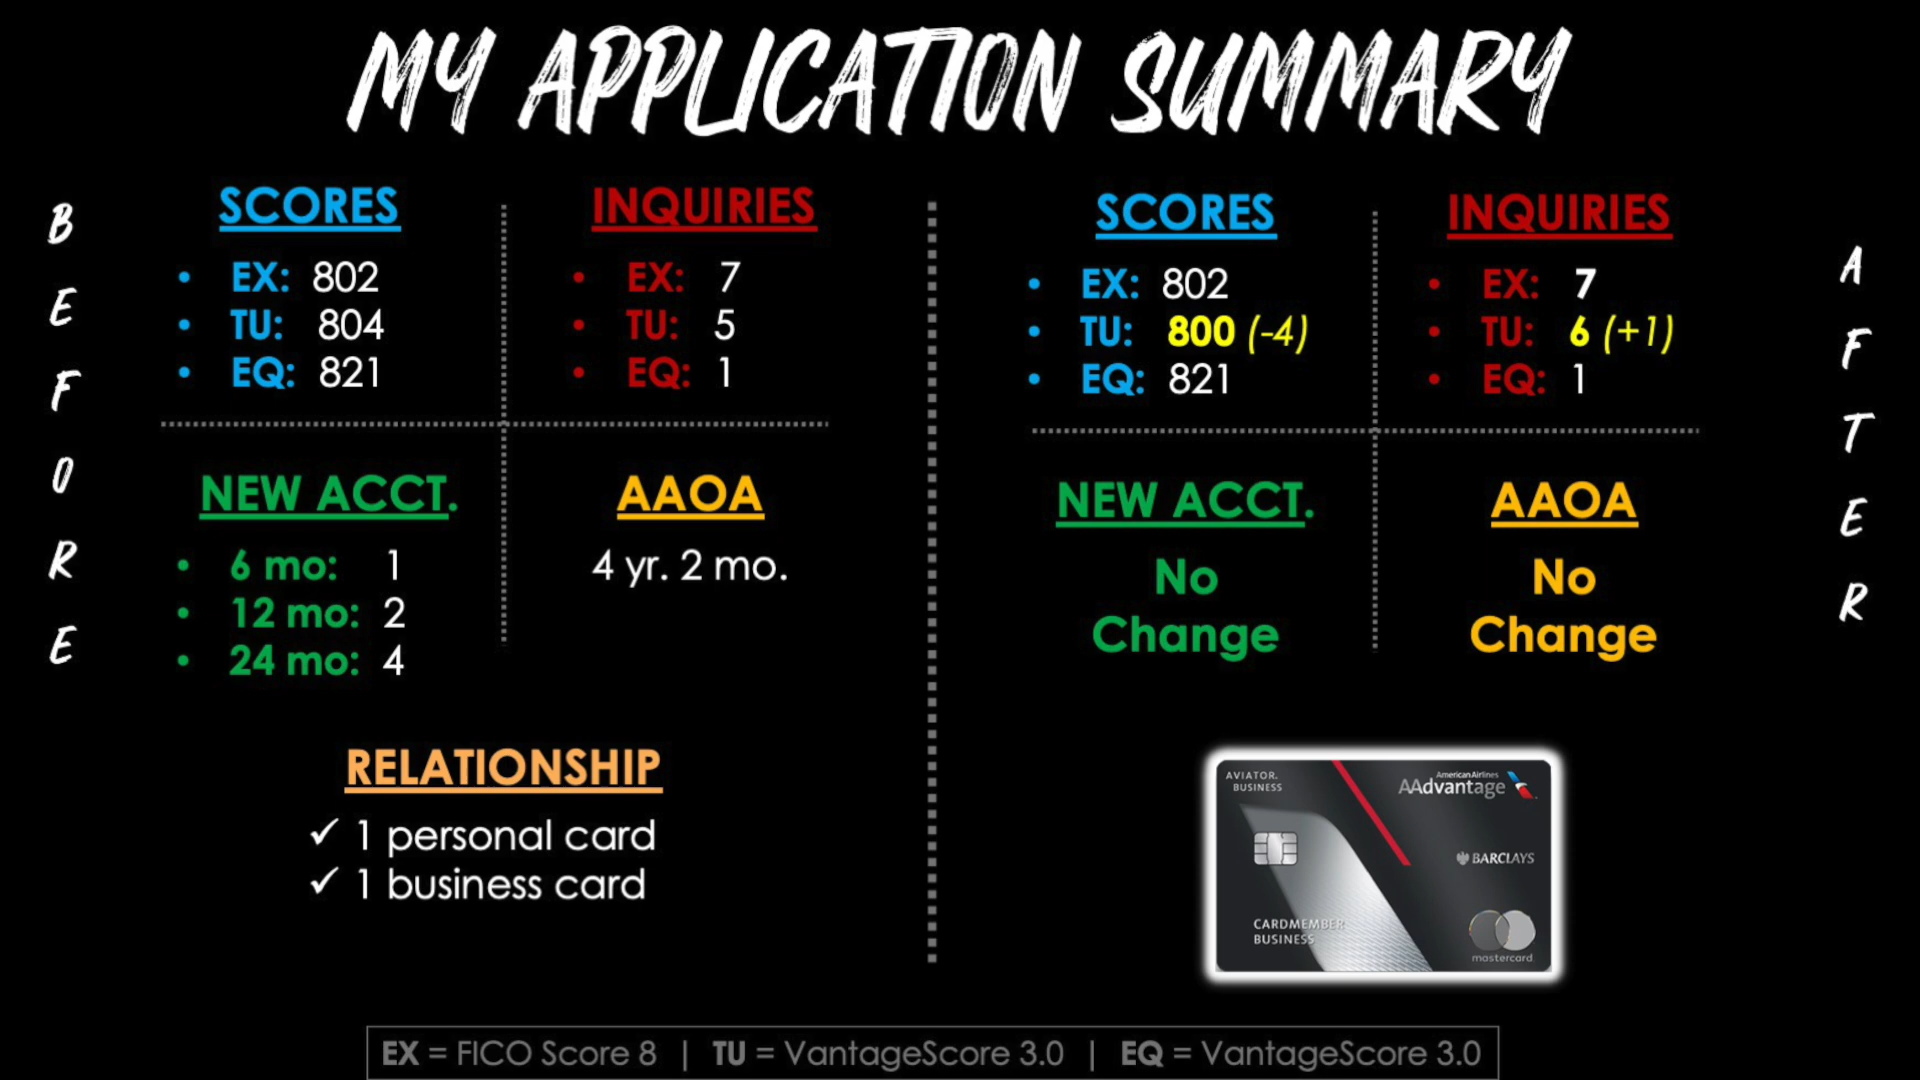 MY APPLICATION SUMMARY
BEFORE
SCORES
• EX: 802
• TU: 804
• EQ: 821
INQUIRIES
• EX: 7
• TU: 5
• EQ: 1
NEW ACCT.
• 6 mo: 1
• 12 mo: 2
• 24 mo: 4
AAOA
4 yr. 2 mo.
RELATIONSHIP
✓ 1 personal card
✓ 1 business card
SCORES
• EX: 802
• TU: 800 (-4)
• EQ: 821
INQUIRIES
• EX: 7
• TU: 6 (+1)
• EQ: 1
NEW ACCT.
No
Change
AAOA
No
Change
AFTER
AVIATOR.
BUSINESS
American Airlines
AAdvantage
BARCLAYS
CARDMEMBER
BUSINESS
mastercard
EX = FICO Score 8 | TU = VantageScore 3.0 | EQ = VantageScore 3.0